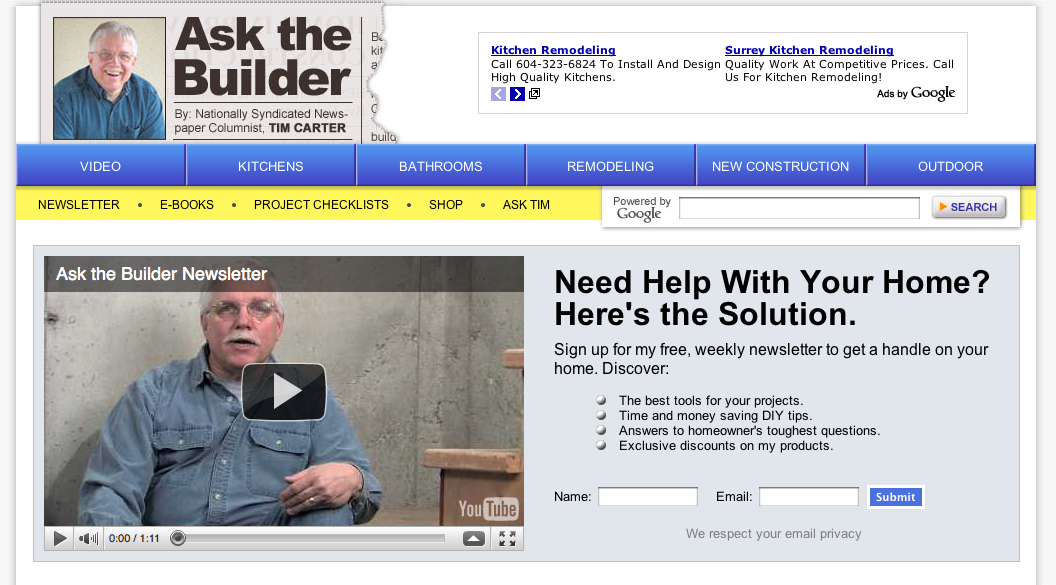 Ask the
Builder
By: Nationally Syndicated News-
paper Columnist, TIM CARTER
Kitchen Remodeling
Call 604-323-6824 To Install And Design
High Quality Kitchens.
Surrey Kitchen Remodeling
Quality Work At Competitive Prices. Call
Us For Kitchen Remodeling!
Ads by Google
VIDEO
KITCHENS
BATHROOMS
REMODELING
NEW CONSTRUCTION
OUTDOOR
NEWSLETTER • E-BOOKS • PROJECT CHECKLISTS • SHOP • ASK TIM
Powered by
Google
SEARCH
Ask the Builder Newsletter
YouTube
0:00 / 1:11
Need Help With Your Home?
Here's the Solution.
Sign up for my free, weekly newsletter to get a handle on your
home. Discover:
The best tools for your projects.
Time and money saving DIY tips.
Answers to homeowner's toughest questions.
Exclusive discounts on my products.
Name:
Email:
Submit
We respect your email privacy